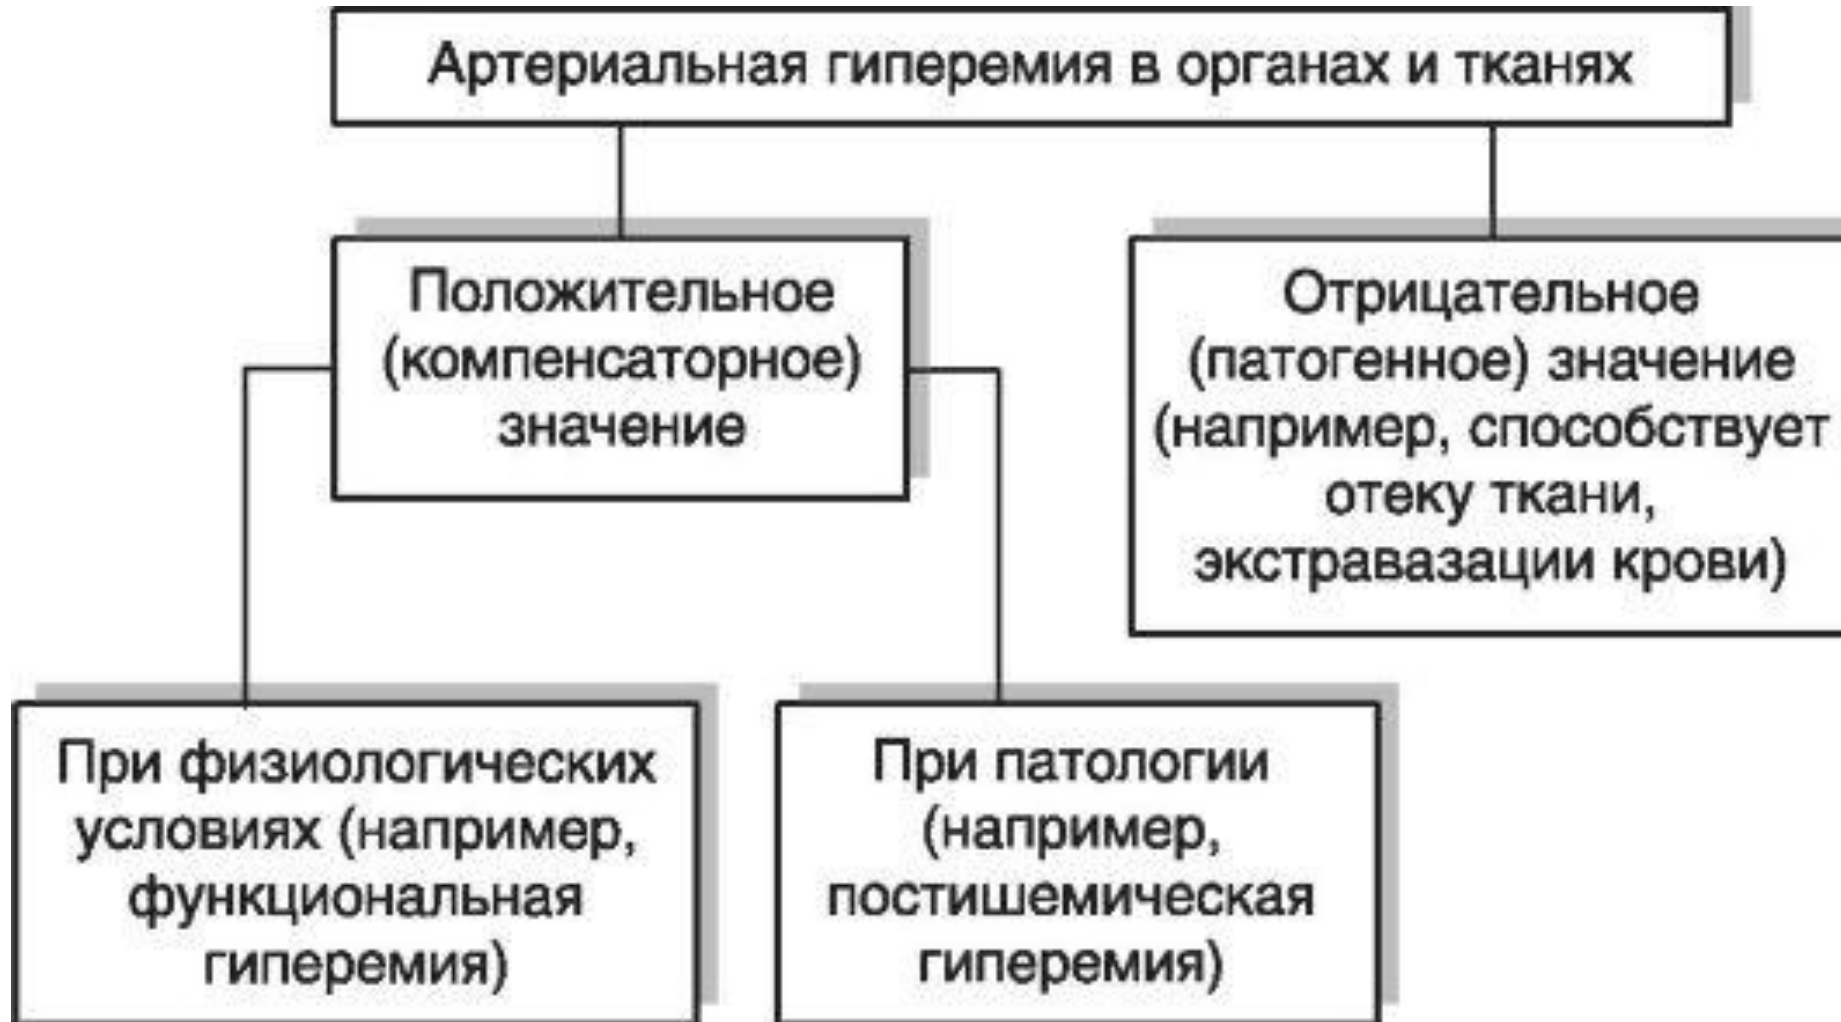 Артериальная гиперемия в органах и тканях
Положительное
(компенсаторное)
значение
Отрицательное
(патогенное) значение
(например, способствует
отеку ткани,
экстравазации крови)
При физиологических
условиях (например,
функциональная
гиперемия)
При патологии
(например,
постишемическая
гиперемия)